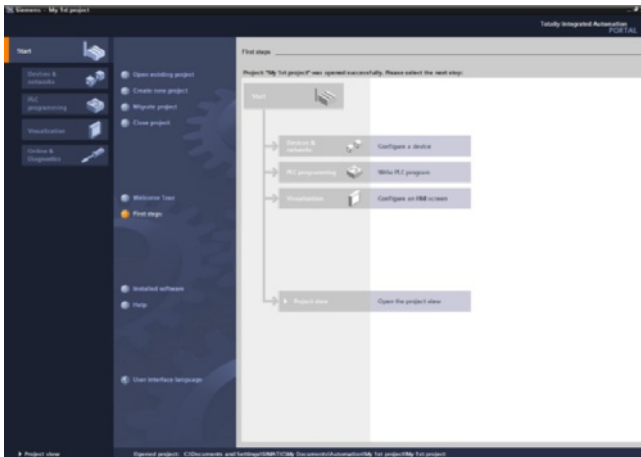 Siemens - My 1st project
Totally Integrated Automation
PORTAL
Start
Devices &
networks
PLC
programming
Visualization
Online &
Diagnostics
Open existing project
Create new project
Migrate project
Close project
Welcome Tour
First steps
Installed software
Help
User interface language
First steps
Project "My 1st project" was opened successfully. Please select the next step:
Start
Devices &
networks
Configure a device
PLC programming
Write PLC program
Visualization
Configure an HMI screen
Project view
Open the project view
Project view
Opened project: C:\Documents and Settings\SIMATIC\My Documents\Automation\My 1st project\My 1st project